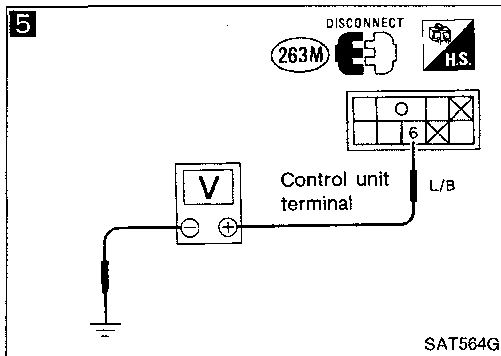 5
DISCONNECT
263M
H.S.
6
V
Control unit
terminal
L/B
SAT564G